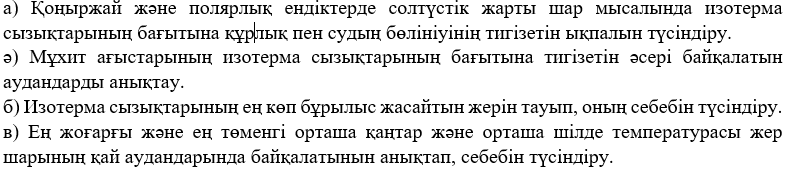 а) Қоңыржай және полярлық ендіктерде солтүстік жарты шар мысалында изотерма
сызықтарының бағытына құрлық пен судың бөлініуінің тигізетін ықпалын түсіндіру.
ә) Мұхит ағыстарының изотерма сызықтарының бағытына тигізетін әсері байқалатын
аудандарды анықтау.
б) Изотерма сызықтарының ең көп бұрылыс жасайтын жерін тауып, оның себебін түсіндіру.
в) Ең жоғарғы және ең төменгі орташа қаңтар және орташа шілде температурасы жер
шарының қай аудандарында байқалатынын анықтап, себебін түсіндіру.